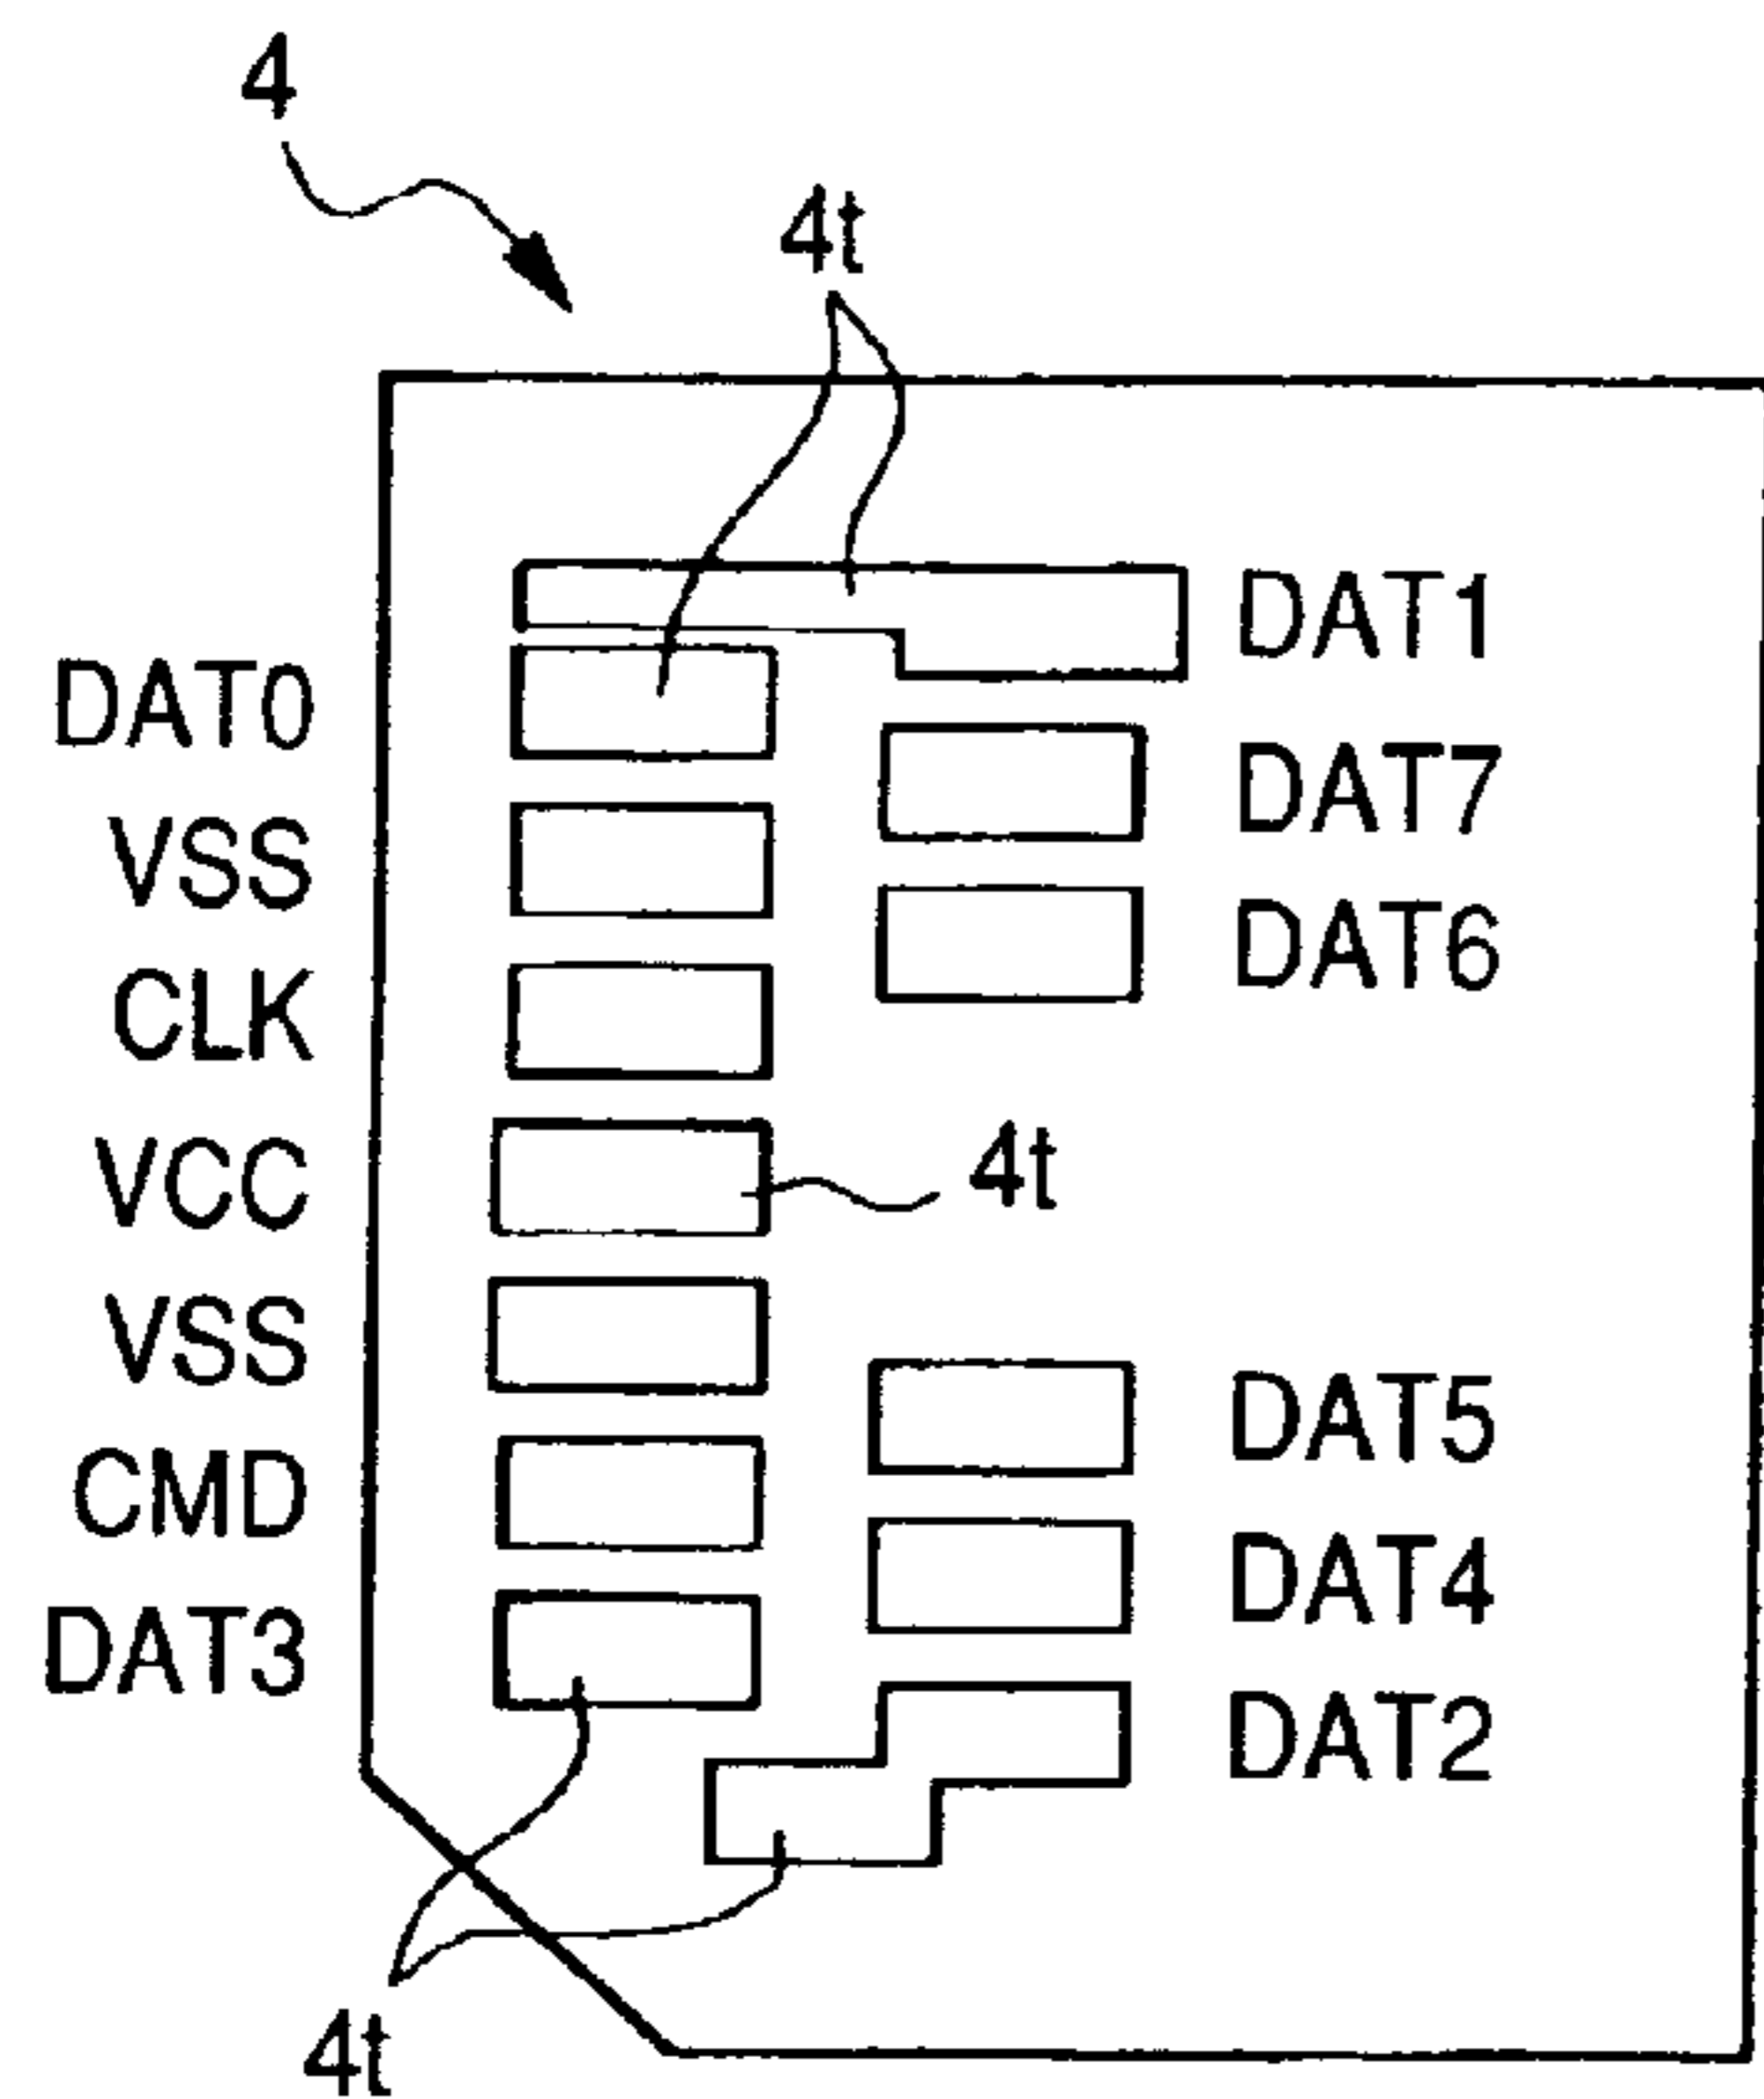 4
4t
DAT1
DAT0
DAT7
VSS
DAT6
CLK
VCC
4t
VSS
DAT5
CMD
DAT4
DAT3
DAT2
4t